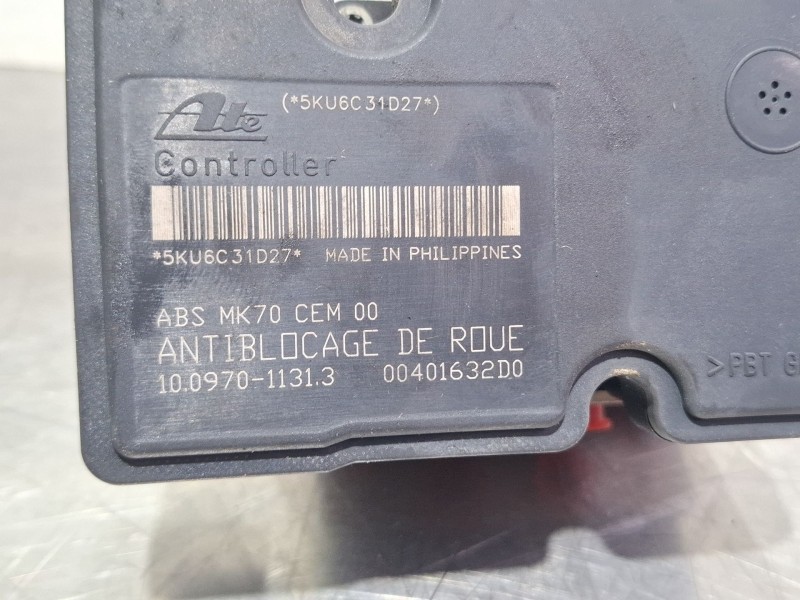 (*5KU6C31D27*)
Ate
Controller
*5KU6C31D27* MADE IN PHILIPPINES
ABS MK70 CEM 00
ANTIBLOCAGE DE ROUE
10.0970-1131.3 00401632D0
>PBT